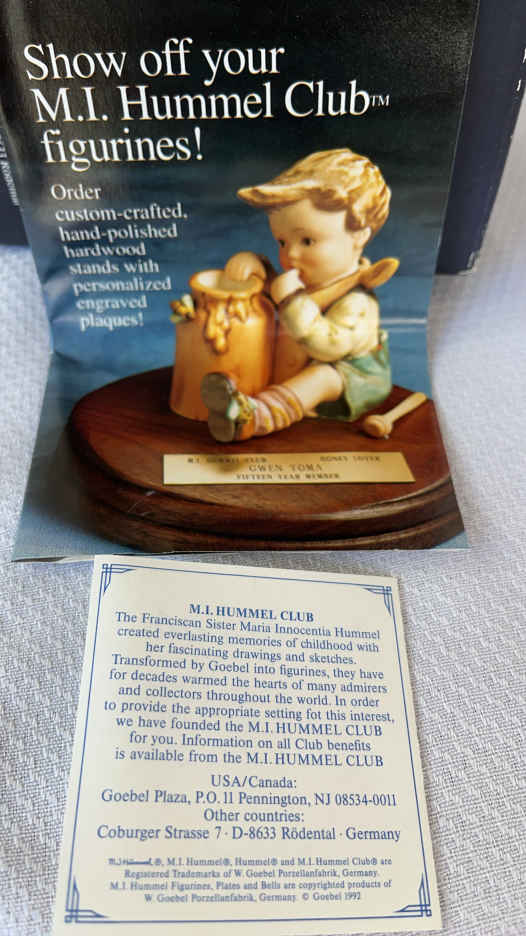 Show off your
M.I. Hummel Club™
figurines!
Order
custom-crafted,
hand-polished
hardwood
stands with
personalized
engraved
plaques!
M.I. HUMMEL CLUB HONEY LOVER
GWEN TOMA
FIFTEEN YEAR MEMBER
M.I. HUMMEL CLUB
The Franciscan Sister Maria Innocentia Hummel
created everlasting memories of childhood with
her fascinating drawings and sketches.
Transformed by Goebel into figurines, they have
for decades warmed the hearts of many admirers
and collectors throughout the world. In order
to provide the appropriate setting fot this interest,
we have founded the M.I. HUMMEL CLUB
for you. Information on all Club benefits
is available from the M.I. HUMMEL CLUB
USA/Canada:
Goebel Plaza, P.O. 11 Pennington, NJ 08534-0011
Other countries:
Coburger Strasse 7 · D-8633 Rödental · Germany
M.I. Hummel ®, M.I. Hummel®, Hummel® and M.I. Hummel Club® are
Registered Trademarks of W. Goebel Porzellanfabrik, Germany.
M.I. Hummel Figurines, Plates and Bells are copyrighted products of
W. Goebel Porzellanfabrik, Germany. © Goebel 1992